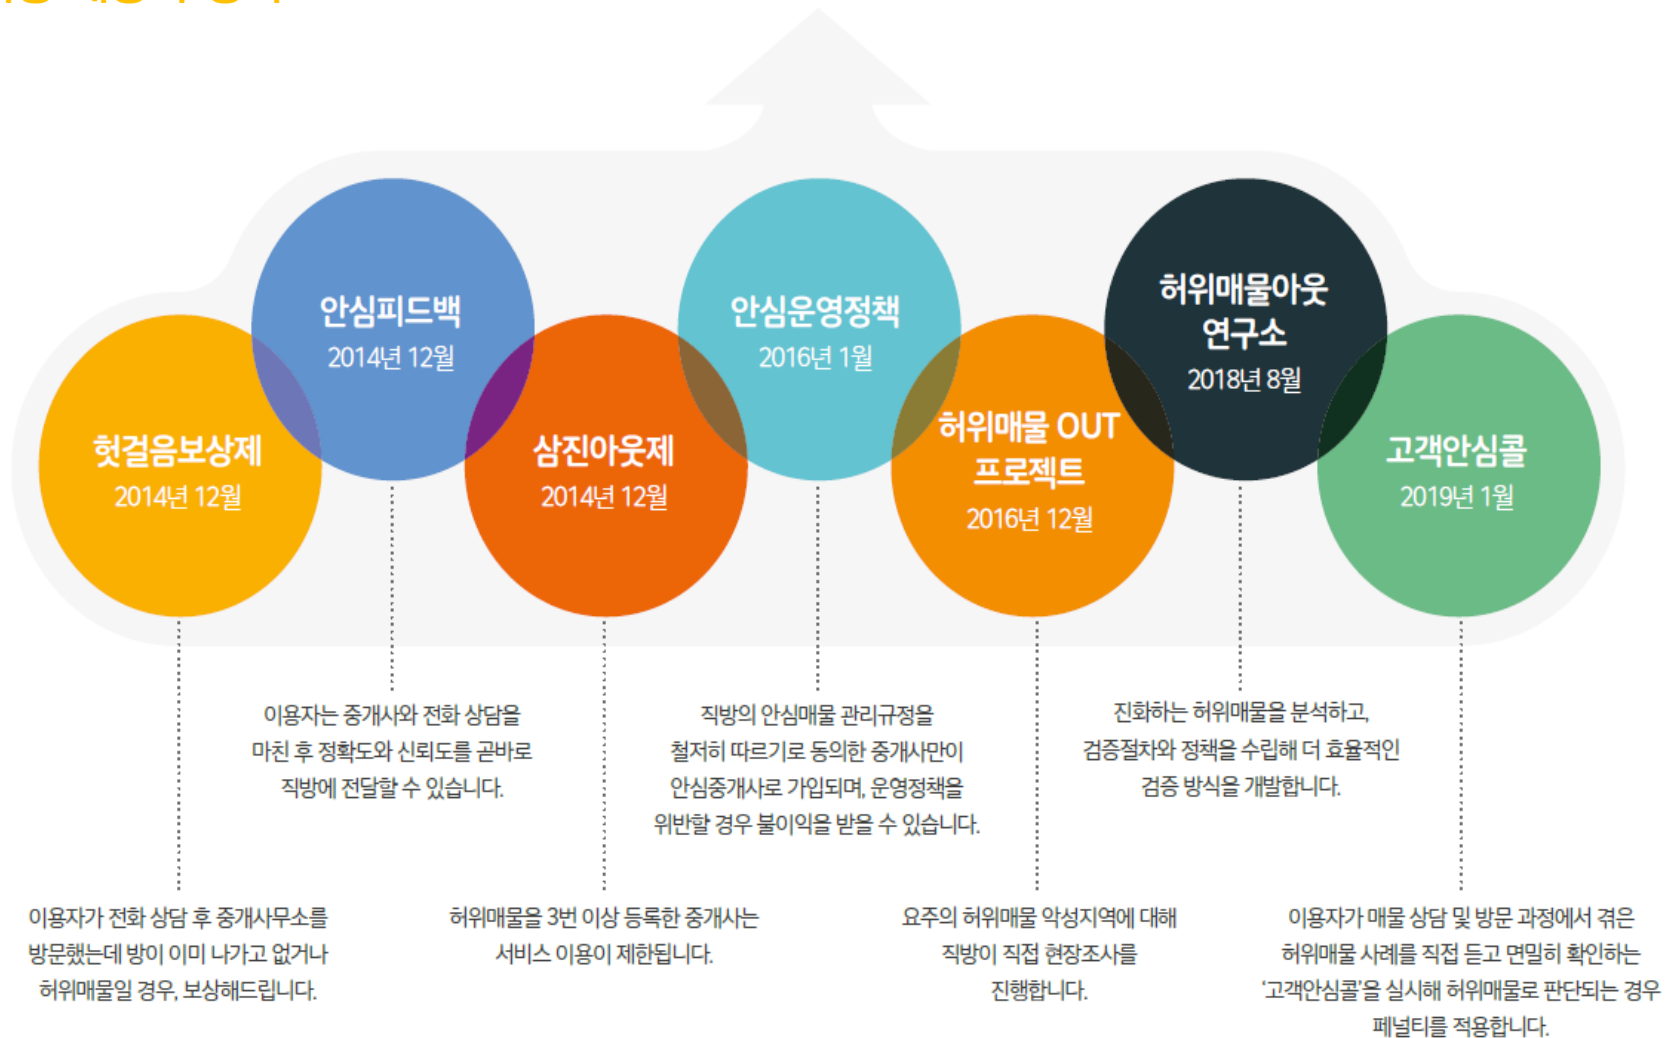 헛걸음보상제
2014년 12월
안심피드백
2014년 12월
삼진아웃제
2014년 12월
안심운영정책
2016년 1월
허위매물 OUT
프로젝트
2016년 12월
허위매물아웃
연구소
2018년 8월
고객안심콜
2019년 1월
이용자는 중개사와 전화 상담을
마친 후 정확도와 신뢰도를 곧바로
직방에 전달할 수 있습니다.
직방의 안심매물 관리규정을
철저히 따르기로 동의한 중개사만이
안심중개사로 가입되며, 운영정책을
위반할 경우 불이익을 받을 수 있습니다.
진화하는 허위매물을 분석하고,
검증절차와 정책을 수립해 더 효율적인
검증 방식을 개발합니다.
이용자가 전화 상담 후 중개사무소를
방문했는데 방이 이미 나가고 없거나
허위매물일 경우, 보상해드립니다.
허위매물을 3번 이상 등록한 중개사는
서비스 이용이 제한됩니다.
요주의 허위매물 악성지역에 대해
직방이 직접 현장조사를
진행합니다.
이용자가 매물 상담 및 방문 과정에서 겪은
허위매물 사례를 직접 듣고 면밀히 확인하는
‘고객안심콜’을 실시해 허위매물로 판단되는 경우
페널티를 적용합니다.